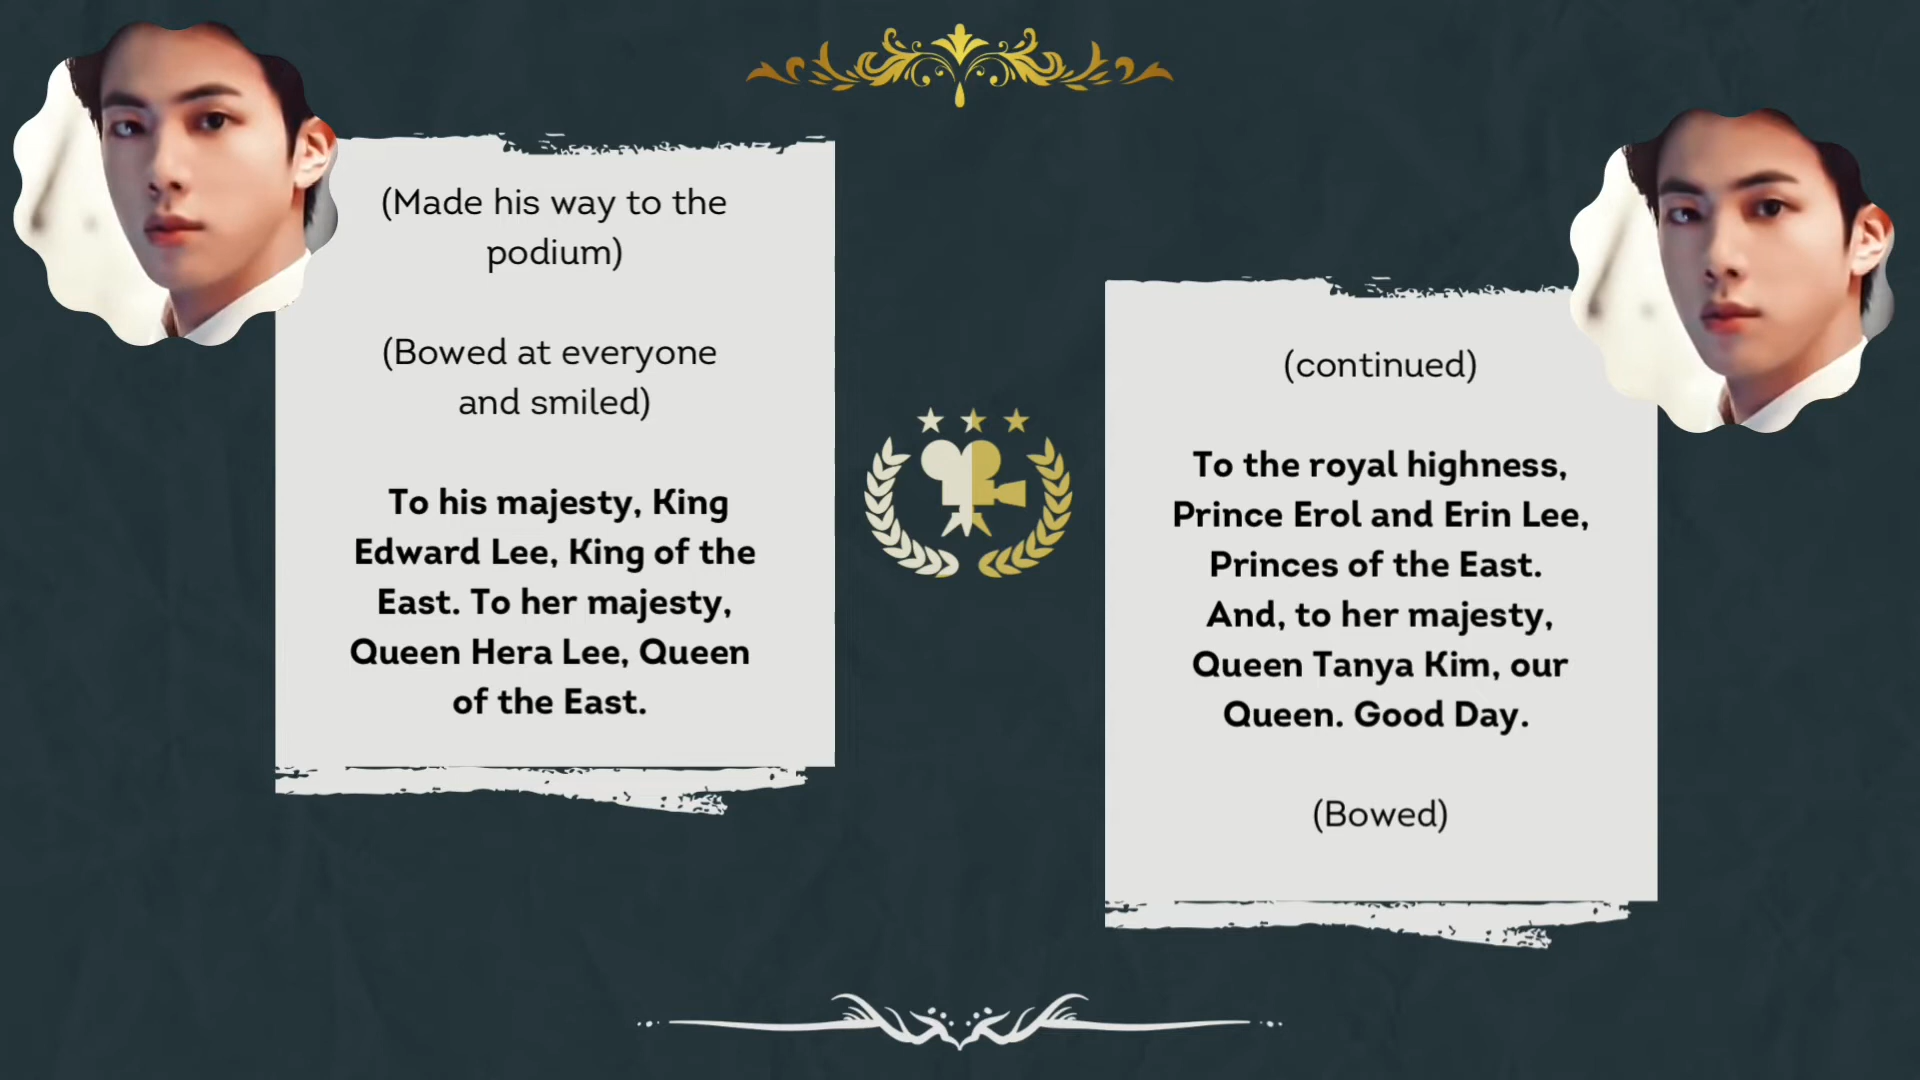 (Made his way to the
podium)
(Bowed at everyone
and smiled)
To his majesty, King
Edward Lee, King of the
East. To her majesty,
Queen Hera Lee, Queen
of the East.
(continued)
To the royal highness,
Prince Erol and Erin Lee,
Princes of the East.
And, to her majesty,
Queen Tanya Kim, our
Queen. Good Day.
(Bowed)